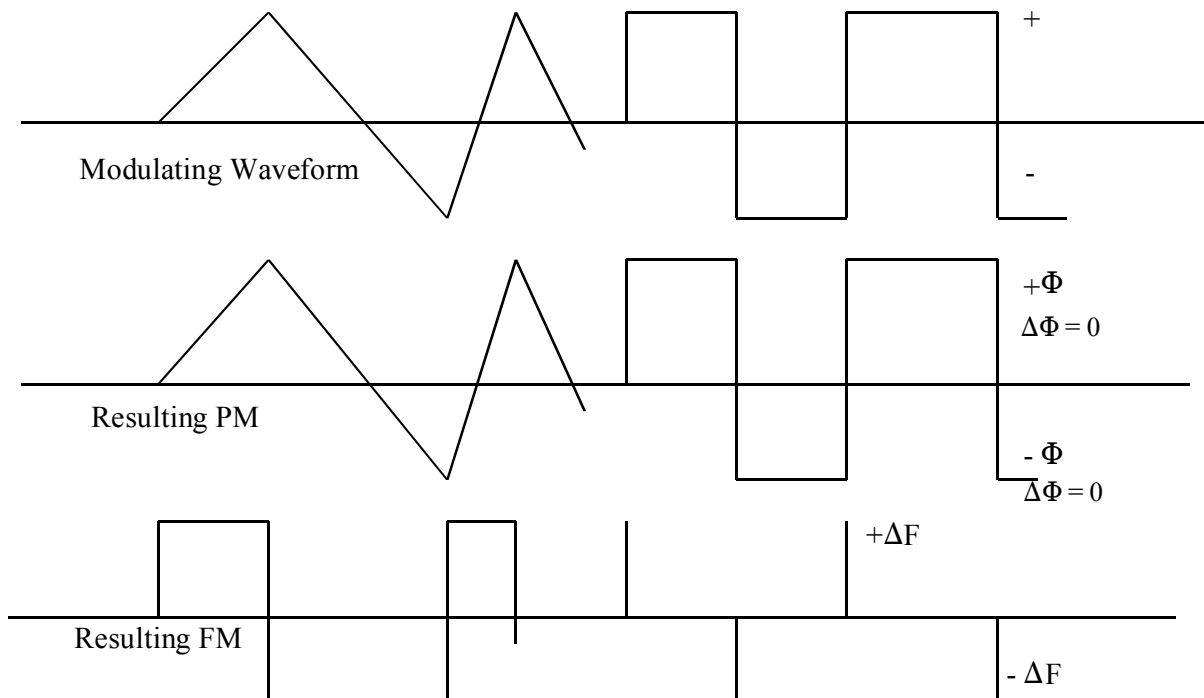 +
Modulating Waveform
-
+Φ
ΔΦ = 0
Resulting PM
- Φ
ΔΦ = 0
+ΔF
Resulting FM
- ΔF